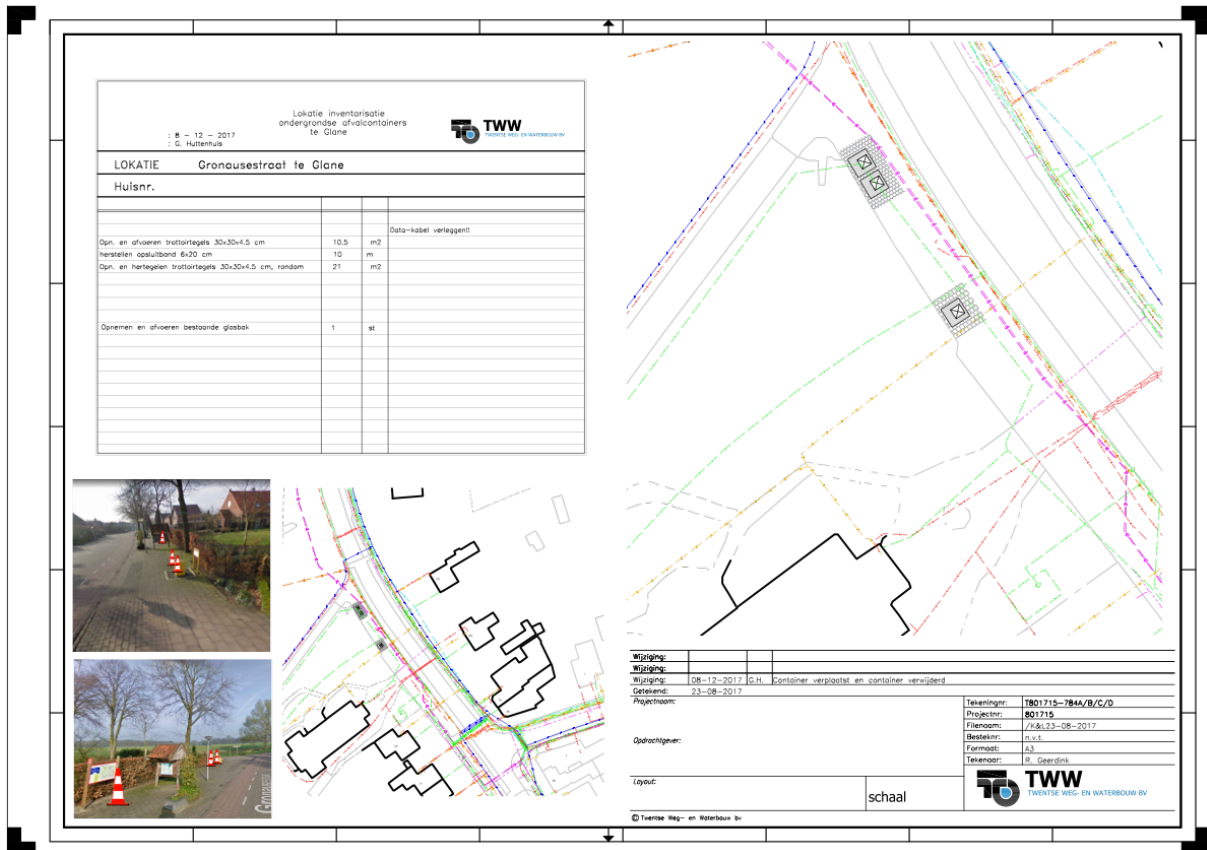 Lokatie inventarisatie
ondergrondse afvalcontainers
te Glane
: 8 - 12 - 2017
: G. Huttenhuis
TWW
TWENTSE WEG- EN WATERBOUW BV
LOKATIE Gronausestraat te Glane
Huisnr.
Data-kabel verleggen!!
Opn. en afvoeren trottoirtegels 30x30x4.5 cm 10.5 m2
herstellen opsluitband 6x20 cm 10 m
Opn. en hertegelen trottoirtegels 30x30x4.5 cm, rondom 21 m2
Opnemen en afvoeren bestaande glasbak 1 st
Wijziging:
Wijziging:
Wijziging: 08-12-2017 G.H. Container verplaatst en container verwijderd
Getekend: 23-08-2017
Projectnaam:
Opdrachtgever:
Layout:
schaal
Tekeningnr: T801715-784A/B/C/D
Projectnr: 801715
Filenaam: /K&L23-08-2017
Besteknr: n.v.t.
Formaat: A3
Tekenaar: R. Geerdink
TWW
TWENTSE WEG- EN WATERBOUW BV
© Twentse Weg- en Waterbouw bv